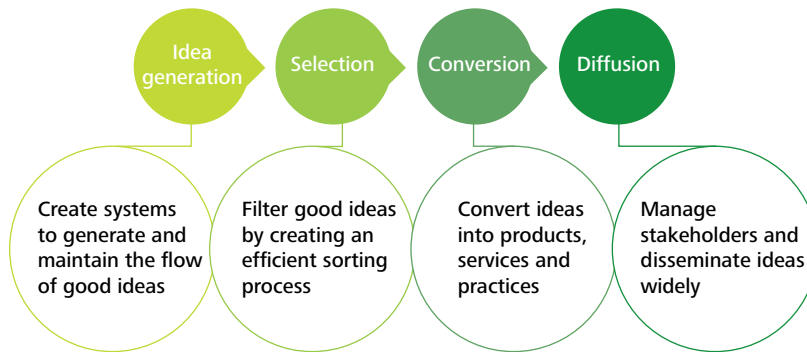 Idea
generation
Selection
Conversion
Diffusion
Create systems
to generate and
maintain the flow
of good ideas
Filter good ideas
by creating an
efficient sorting
process
Convert ideas
into products,
services and
practices
Manage
stakeholders and
disseminate ideas
widely